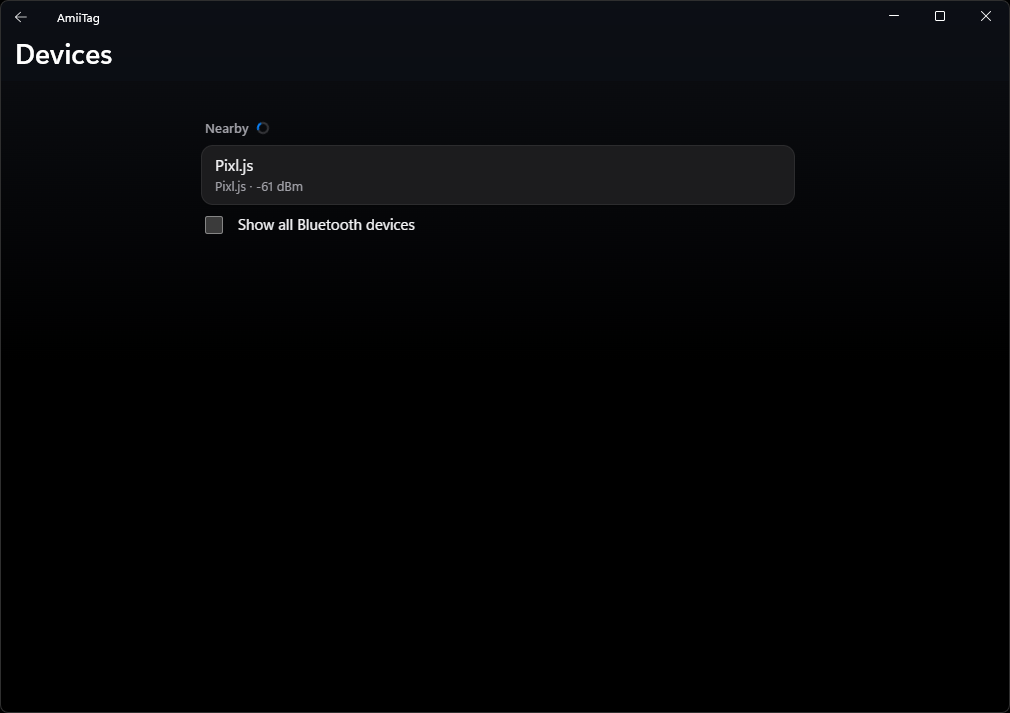 AmiiTag
Devices
Nearby
Pixl.js
Pixl.js · -61 dBm
Show all Bluetooth devices